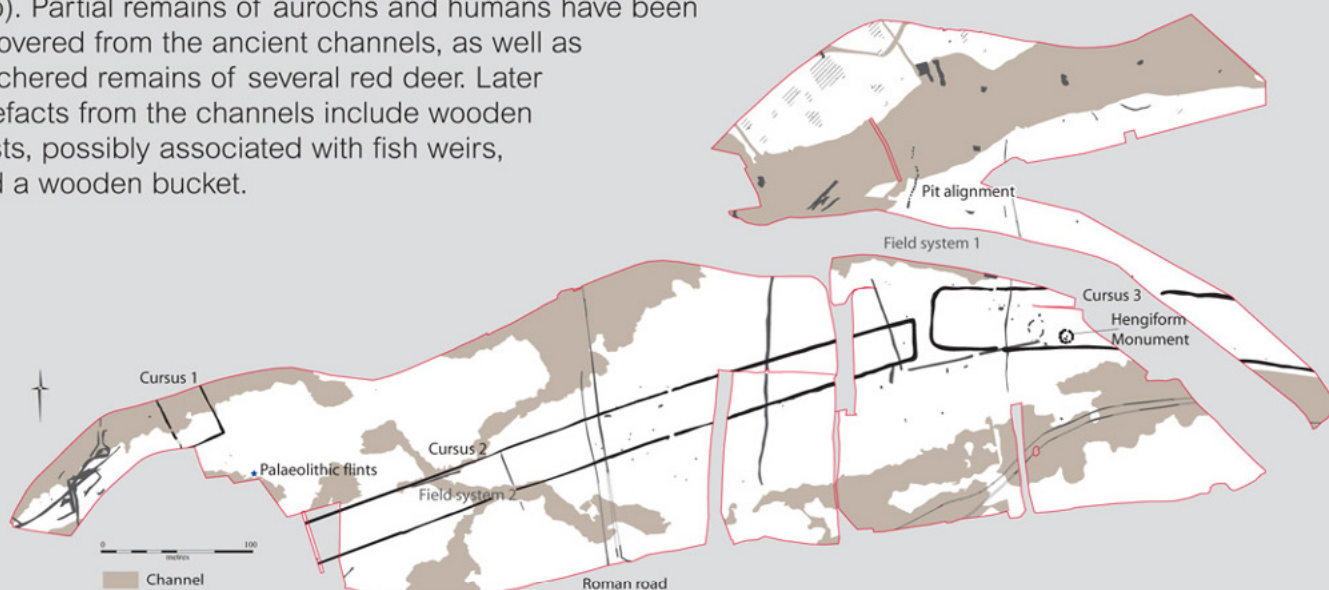 ). Partial remains of aurochs and humans have been
overed from the ancient channels, as well as
chered remains of several red deer. Later
efacts from the channels include wooden
sts, possibly associated with fish weirs,
d a wooden bucket.
Pit alignment
Field system 1
Cursus 3
Hengiform
Monument
Cursus 1
Cursus 2
Palaeolithic flints
Field system 2
0 100
metres
Channel
Roman road